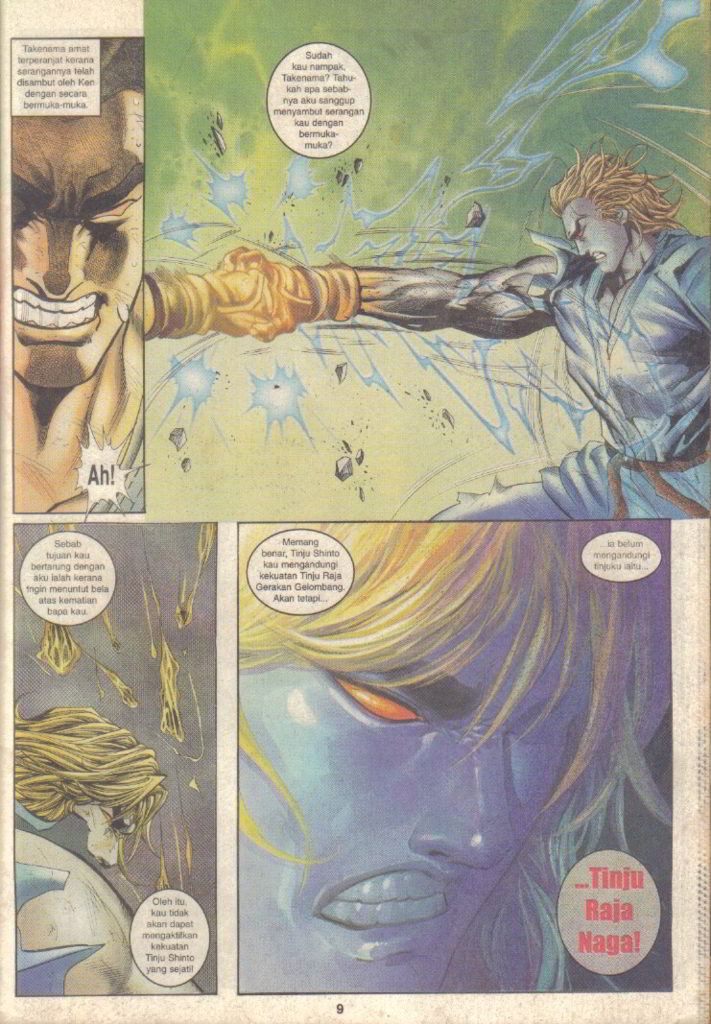 Takenama amat
terperanjat kerana
serangannya telah
disambut oleh Ken
dengan secara
bermuka-muka.
Sudah
kau nampak,
Takenama? Tahu-
kah apa sebab-
nya aku sanggup
menyambut serangan
kau dengan
bermuka-
muka?
Ah!
Sebab
tujuan kau
bertarung dengan
aku ialah kerana
ingin menuntut bela
atas kematian
bapa kau.
Oleh itu,
kau tidak
akan dapat
mengaktifkan
kekuatan
Tinju Shinto
yang sejati!
Memang
benar, Tinju Shinto
kau mengandungi
kekuatan Tinju Raja
Gerakan Gelombang.
Akan tetapi...
...ia belum
mengandungi
tinjuku iaitu...
...Tinju
Raja
Naga!
9